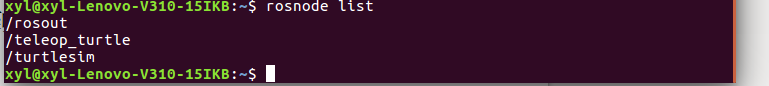 xyl@xyl-Lenovo-V310-15IKB:~$ rosnode list
/rosout
/teleop_turtle
/turtlesim
xyl@xyl-Lenovo-V310-15IKB:~$